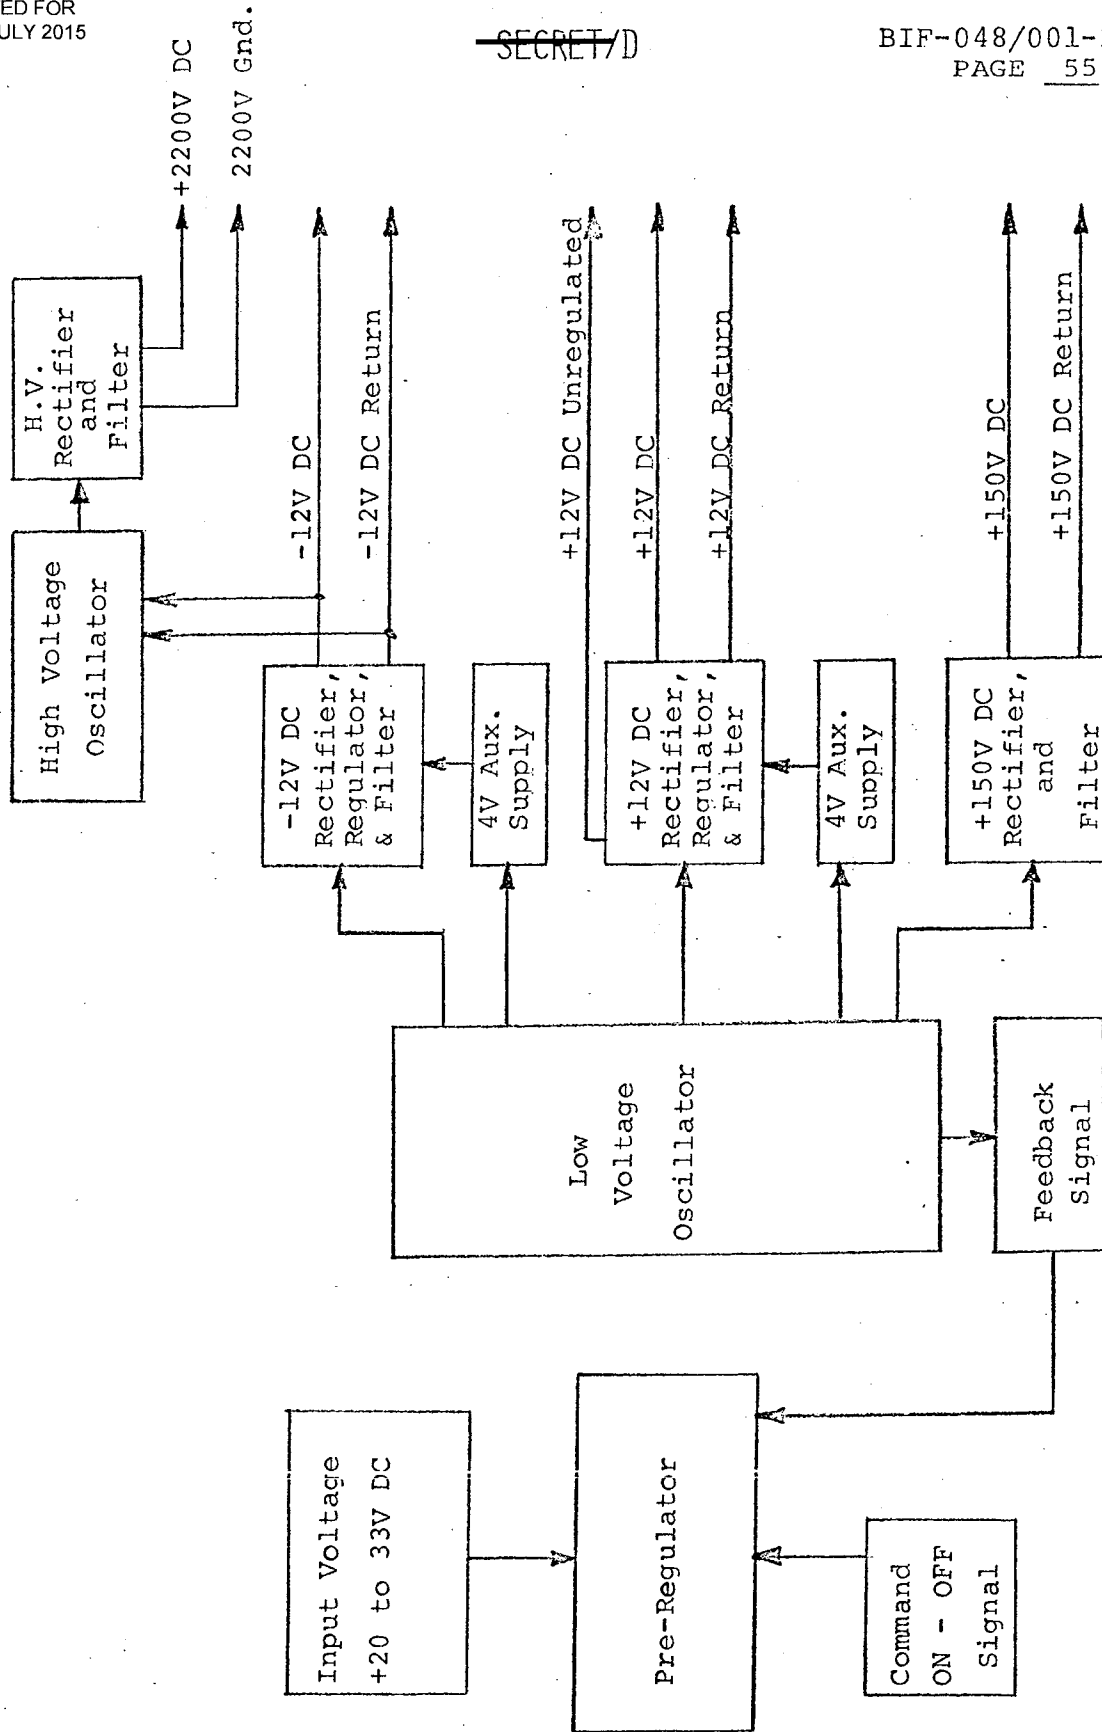 ED FOR
ULY 2015
SECRET/D
BIF-048/001-
PAGE 55
+2200V DC
2200V Gnd.
H.V.
Rectifier
and
Filter
High Voltage
Oscillator
-12V DC
-12V DC Return
-12V DC
Rectifier,
Regulator,
& Filter
4V Aux.
Supply
+12V DC Unregulated
+12V DC
+12V DC Return
+12V DC
Rectifier,
Regulator,
& Filter
4V Aux.
Supply
+150V DC
+150V DC Return
+150V DC
Rectifier,
and
Filter
Low
Voltage
Oscillator
Feedback
Signal
Input Voltage
+20 to 33V DC
Pre-Regulator
Command
ON - OFF
Signal